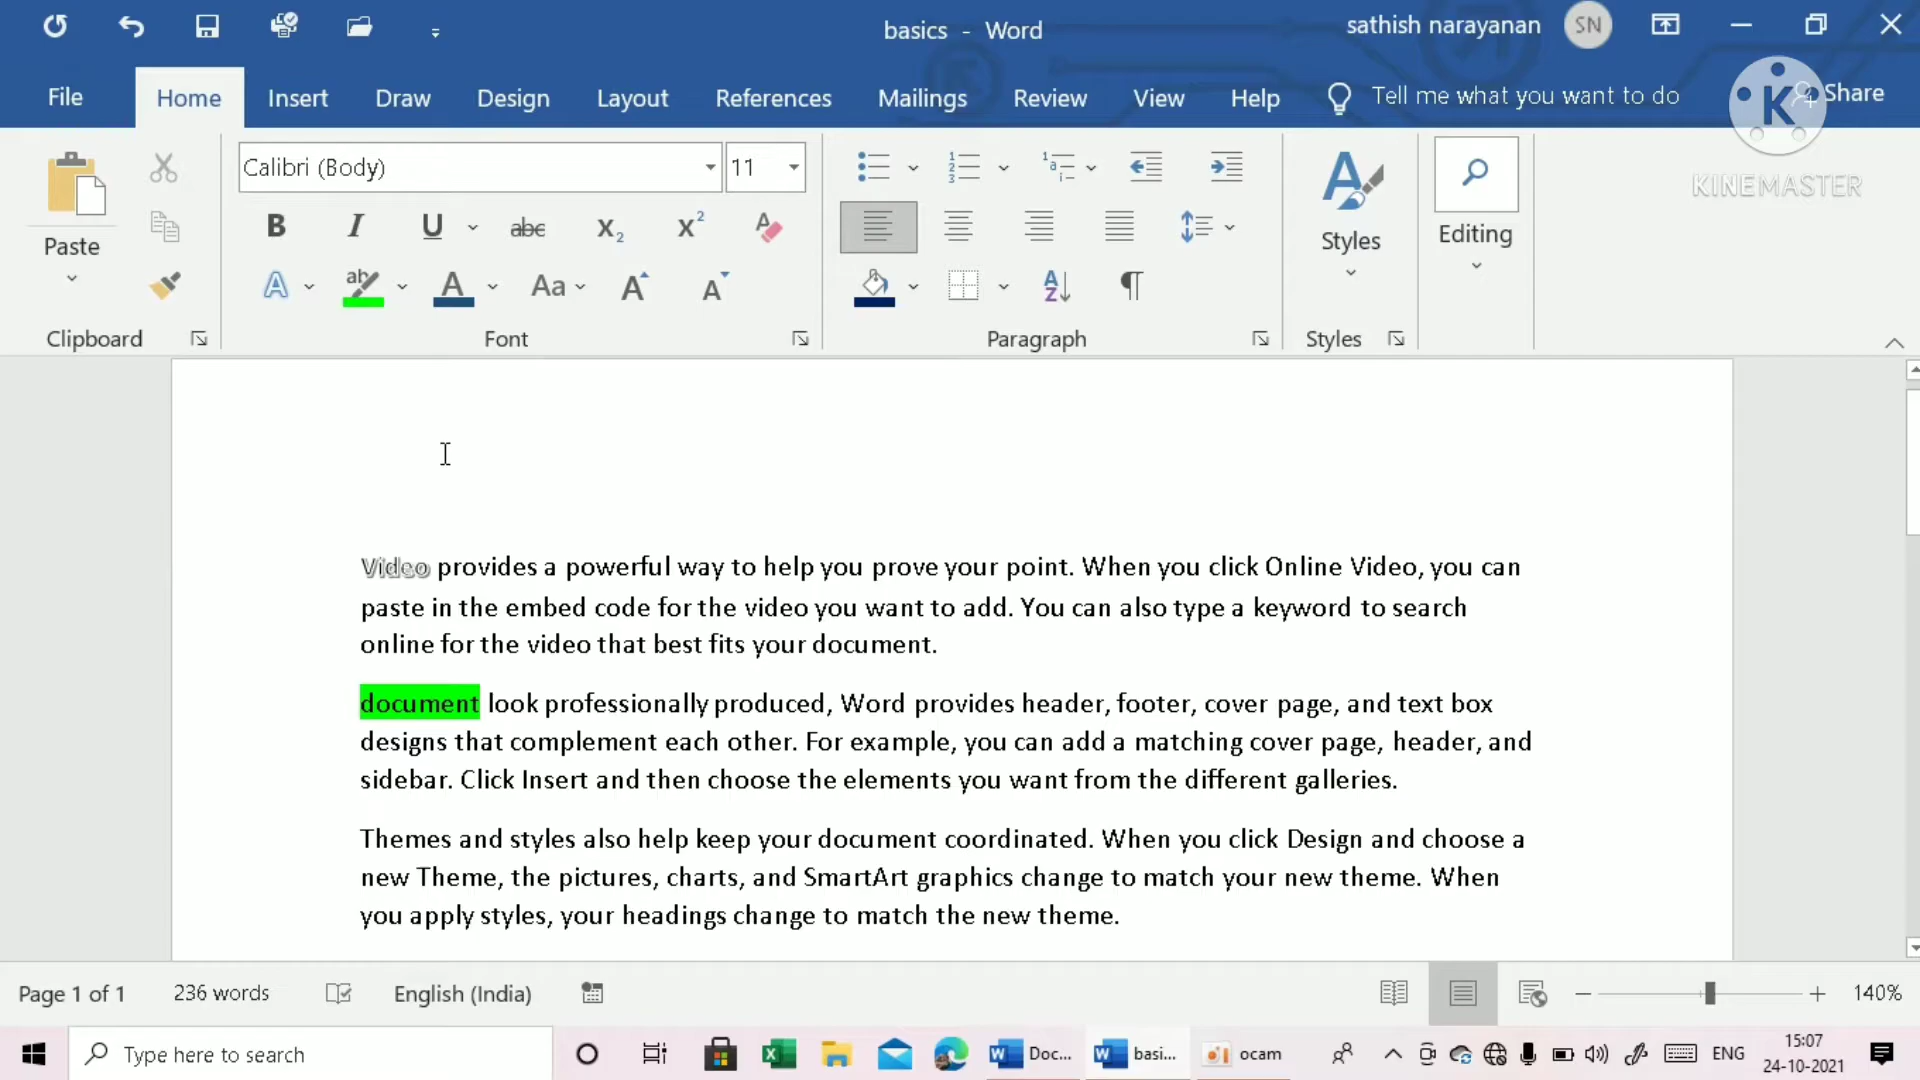 basics - Word
sathish narayanan SN
File Home Insert Draw Design Layout References Mailings Review View Help Tell me what you want to do Share
K
KINEMASTER
Calibri (Body) 11
Paste
Styles
Editing
Clipboard Font Paragraph Styles
Video provides a powerful way to help you prove your point. When you click Online Video, you can
paste in the embed code for the video you want to add. You can also type a keyword to search
online for the video that best fits your document.
document look professionally produced, Word provides header, footer, cover page, and text box
designs that complement each other. For example, you can add a matching cover page, header, and
sidebar. Click Insert and then choose the elements you want from the different galleries.
Themes and styles also help keep your document coordinated. When you click Design and choose a
new Theme, the pictures, charts, and SmartArt graphics change to match your new theme. When
you apply styles, your headings change to match the new theme.
Page 1 of 1 236 words English (India) 140%
Type here to search Doc... basi... ocam ENG 15:07
24-10-2021